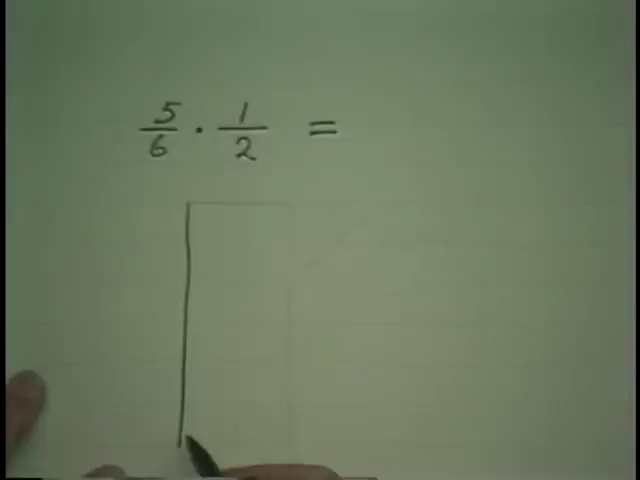 5/6 · 1/2 =